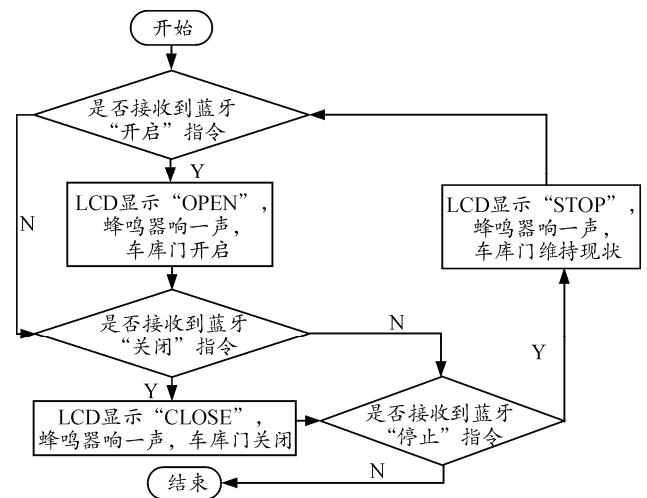 开始
是否接收到蓝牙
“开启”指令
Y
N
LCD显示“OPEN”,
蜂鸣器响一声,
车库门开启
LCD显示“STOP”,
蜂鸣器响一声,
车库门维持现状
是否接收到蓝牙
“关闭”指令
N
Y
Y
LCD显示“CLOSE”,
蜂鸣器响一声, 车库门关闭
是否接收到蓝牙
“停止”指令
N
结束